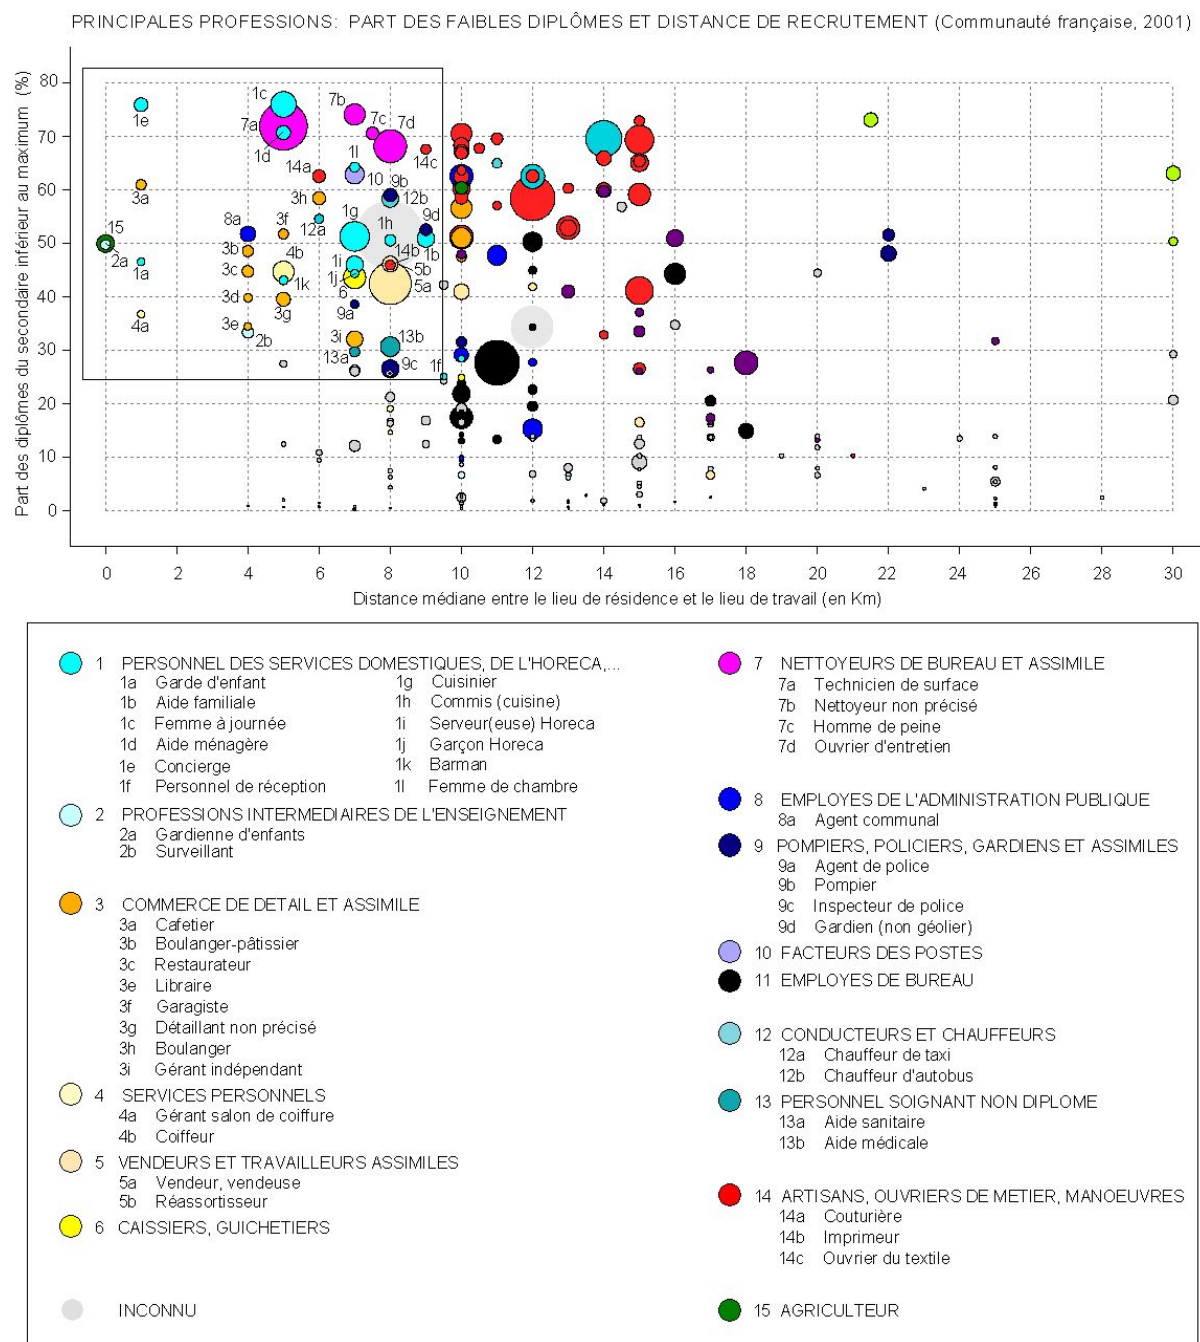 PRINCIPALES PROFESSIONS: PART DES FAIBLES DIPLÔMES ET DISTANCE DE RECRUTEMENT (Communauté française, 2001)
Part des diplômes du secondaire inférieur au maximum (%)
80
70
60
50
40
30
20
10
0
1e
1c
7a
1d
7b
7c
7d
1l
14c
14a
10
9b
3a
3h
12b
12a
15
8a
3f
1g
1h
9d
2a
3b
4b
14b
1b
1a
3c
1k
1i
5b
1j
5a
3d
3g
6
4a
9a
3e
2b
3i
13b
13a
9c
1f
0 2 4 6 8 10 12 14 16 18 20 22 24 26 28 30
Distance médiane entre le lieu de résidence et le lieu de travail (en Km)
1 PERSONNEL DES SERVICES DOMESTIQUES, DE L'HORECA,...
1a Garde d'enfant
1b Aide familiale
1c Femme à journée
1d Aide ménagère
1e Concierge
1f Personnel de réception
1g Cuisinier
1h Commis (cuisine)
1i Serveur(euse) Horeca
1j Garçon Horeca
1k Barman
1l Femme de chambre
2 PROFESSIONS INTERMEDIAIRES DE L'ENSEIGNEMENT
2a Gardienne d'enfants
2b Surveillant
3 COMMERCE DE DETAIL ET ASSIMILE
3a Cafetier
3b Boulanger-pâtissier
3c Restaurateur
3e Libraire
3f Garagiste
3g Détaillant non précisé
3h Boulanger
3i Gérant indépendant
4 SERVICES PERSONNELS
4a Gérant salon de coiffure
4b Coiffeur
5 VENDEURS ET TRAVAILLEURS ASSIMILES
5a Vendeur, vendeuse
5b Réassortisseur
6 CAISSIERS, GUICHETIERS
INCONNU
7 NETTOYEURS DE BUREAU ET ASSIMILE
7a Technicien de surface
7b Nettoyeur non précisé
7c Homme de peine
7d Ouvrier d'entretien
8 EMPLOYES DE L'ADMINISTRATION PUBLIQUE
8a Agent communal
9 POMPIERS, POLICIERS, GARDIENS ET ASSIMILES
9a Agent de police
9b Pompier
9c Inspecteur de police
9d Gardien (non géolier)
10 FACTEURS DES POSTES
11 EMPLOYES DE BUREAU
12 CONDUCTEURS ET CHAUFFEURS
12a Chauffeur de taxi
12b Chauffeur d'autobus
13 PERSONNEL SOIGNANT NON DIPLOME
13a Aide sanitaire
13b Aide médicale
14 ARTISANS, OUVRIERS DE METIER, MANOEUVRES
14a Couturière
14b Imprimeur
14c Ouvrier du textile
15 AGRICULTEUR